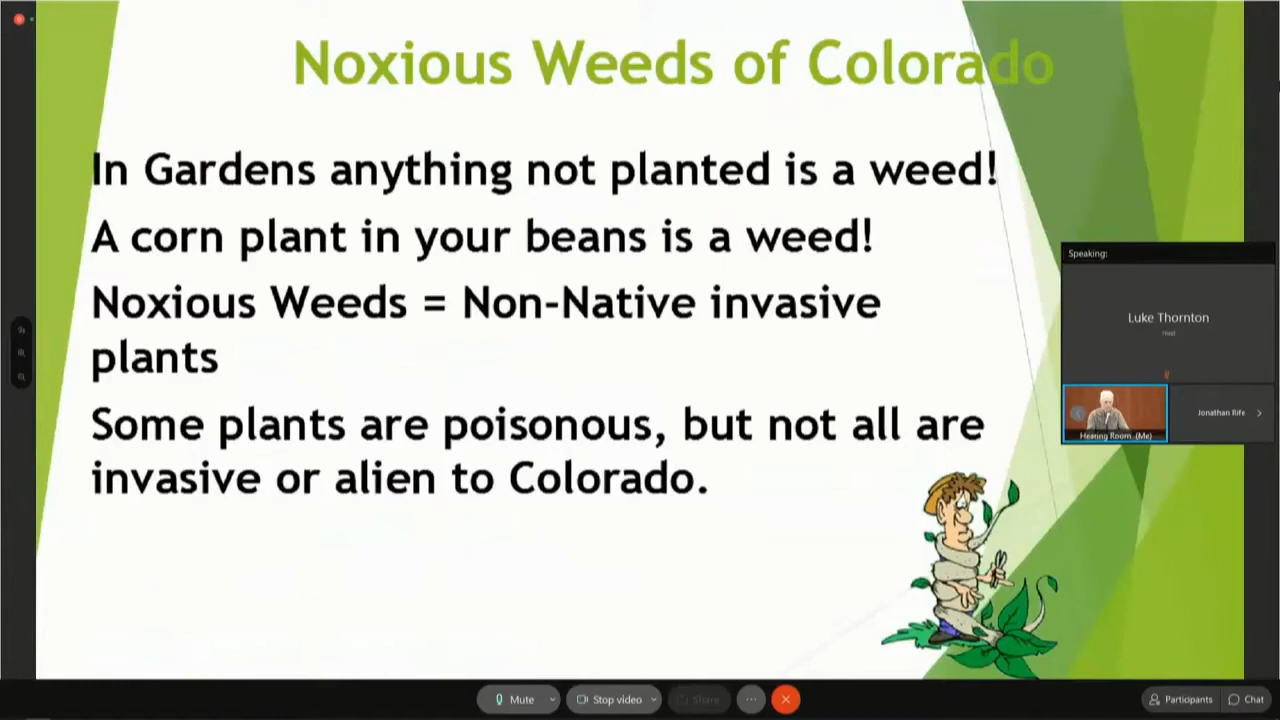 Noxious Weeds of Colorado
In Gardens anything not planted is a weed!
A corn plant in your beans is a weed!
Noxious Weeds = Non-Native invasive
plants
Some plants are poisonous, but not all are
invasive or alien to Colorado.
Speaking:
Luke Thornton
Host
Hearing Room (Me)
Jonathan Rife
Mute
Stop video
Share
Participants
Chat